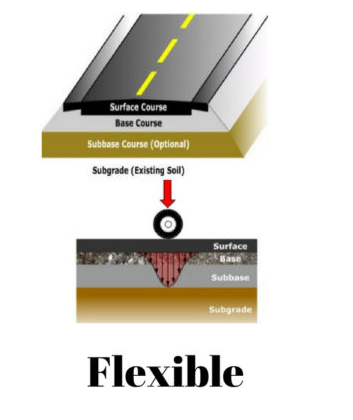 Surface Course
Base Course
Subbase Course (Optional)
Subgrade (Existing Soil)
Surface
Base
Subbase
Subgrade
Flexible